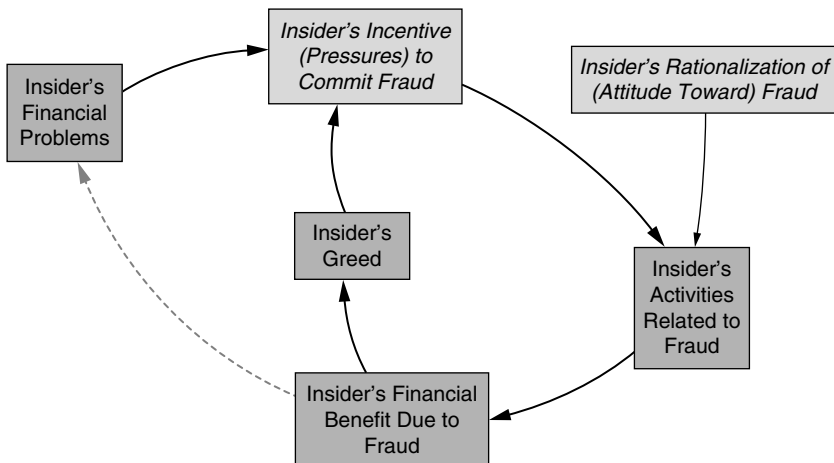 Insider's Incentive
(Pressures) to
Commit Fraud
Insider's Rationalization of
(Attitude Toward) Fraud
Insider's
Financial
Problems
Insider's
Greed
Insider's
Activities
Related to
Fraud
Insider's Financial
Benefit Due to
Fraud